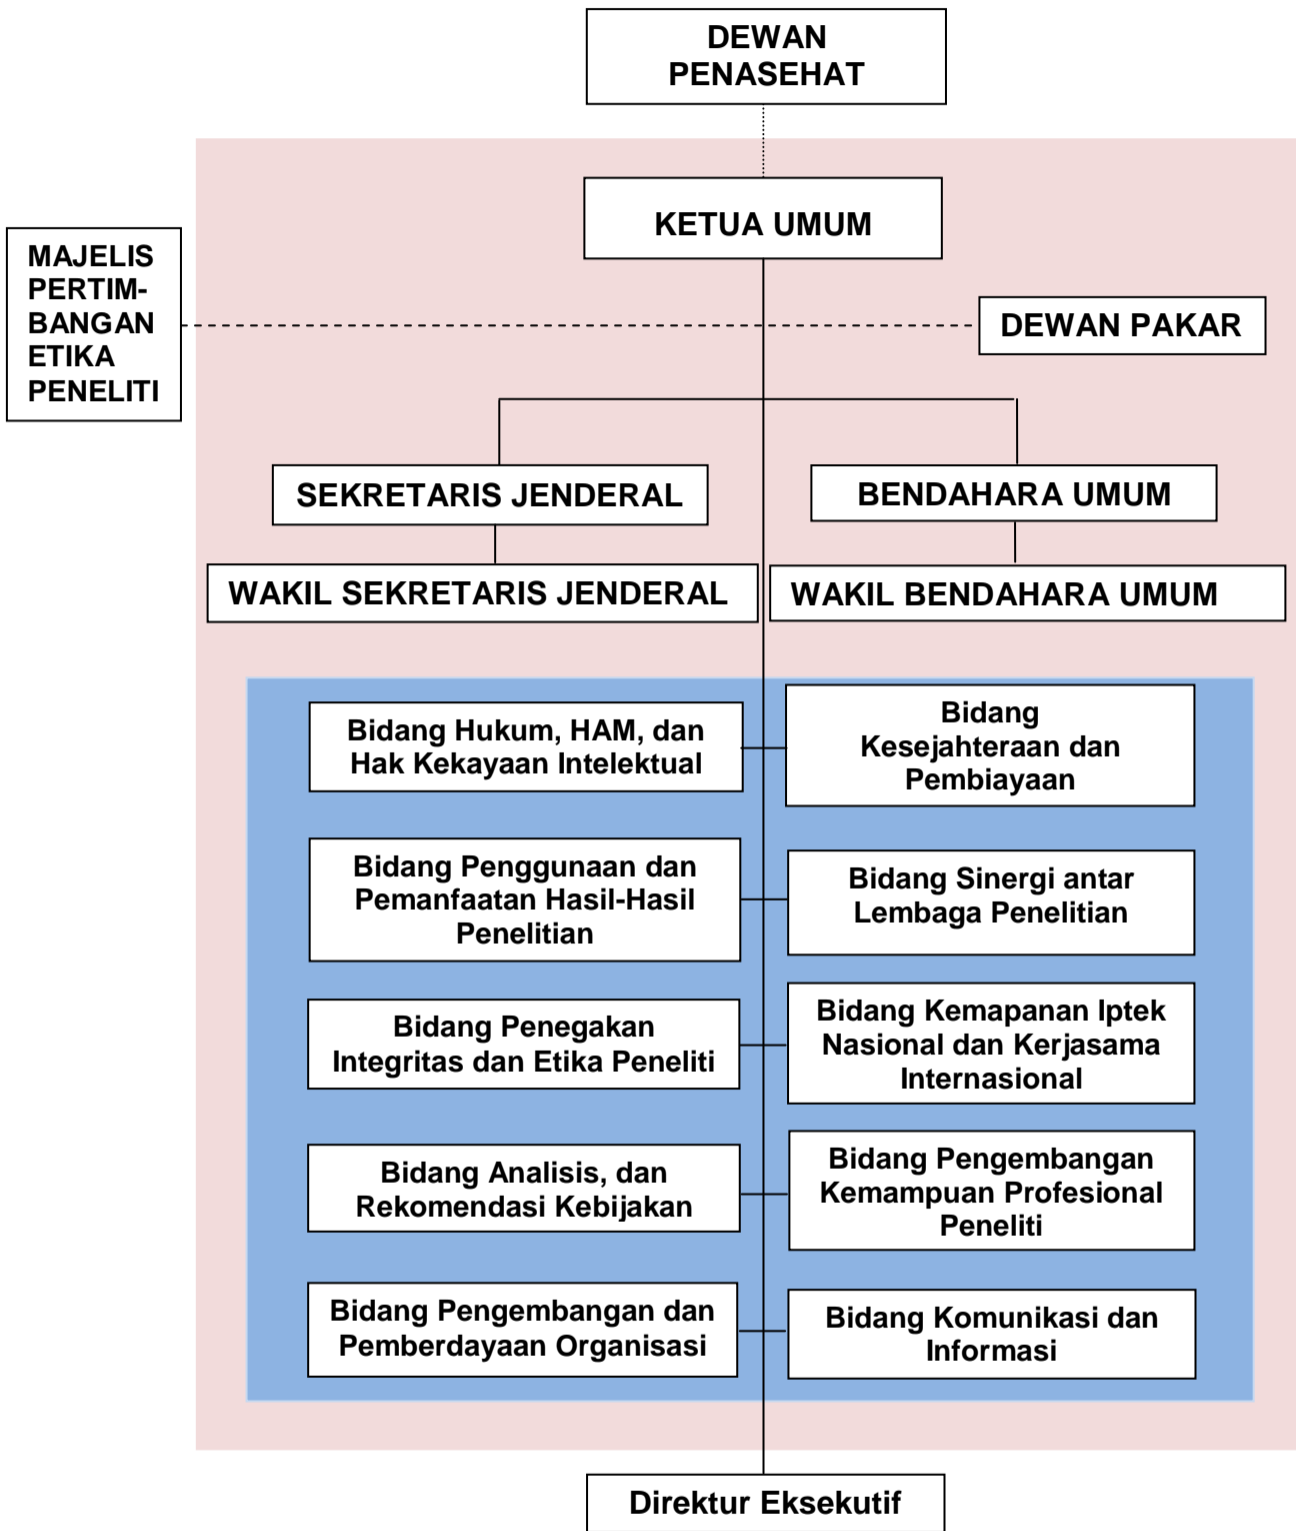 DEWAN
PENASEHAT
KETUA UMUM
MAJELIS
PERTIM-
BANGAN
ETIKA
PENELITI
DEWAN PAKAR
SEKRETARIS JENDERAL
BENDAHARA UMUM
WAKIL SEKRETARIS JENDERAL
WAKIL BENDAHARA UMUM
Bidang Hukum, HAM, dan
Hak Kekayaan Intelektual
Bidang
Kesejahteraan dan
Pembiayaan
Bidang Penggunaan dan
Pemanfaatan Hasil-Hasil
Penelitian
Bidang Sinergi antar
Lembaga Penelitian
Bidang Penegakan
Integritas dan Etika Peneliti
Bidang Kemapanan Iptek
Nasional dan Kerjasama
Internasional
Bidang Analisis, dan
Rekomendasi Kebijakan
Bidang Pengembangan
Kemampuan Profesional
Peneliti
Bidang Pengembangan dan
Pemberdayaan Organisasi
Bidang Komunikasi dan
Informasi
Direktur Eksekutif